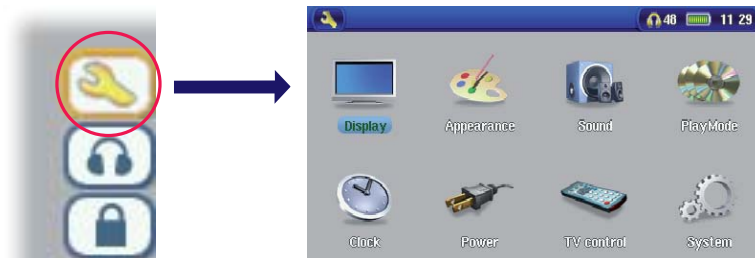 48 11 29
Display Appearance Sound PlayMode
Clock Power TV control System